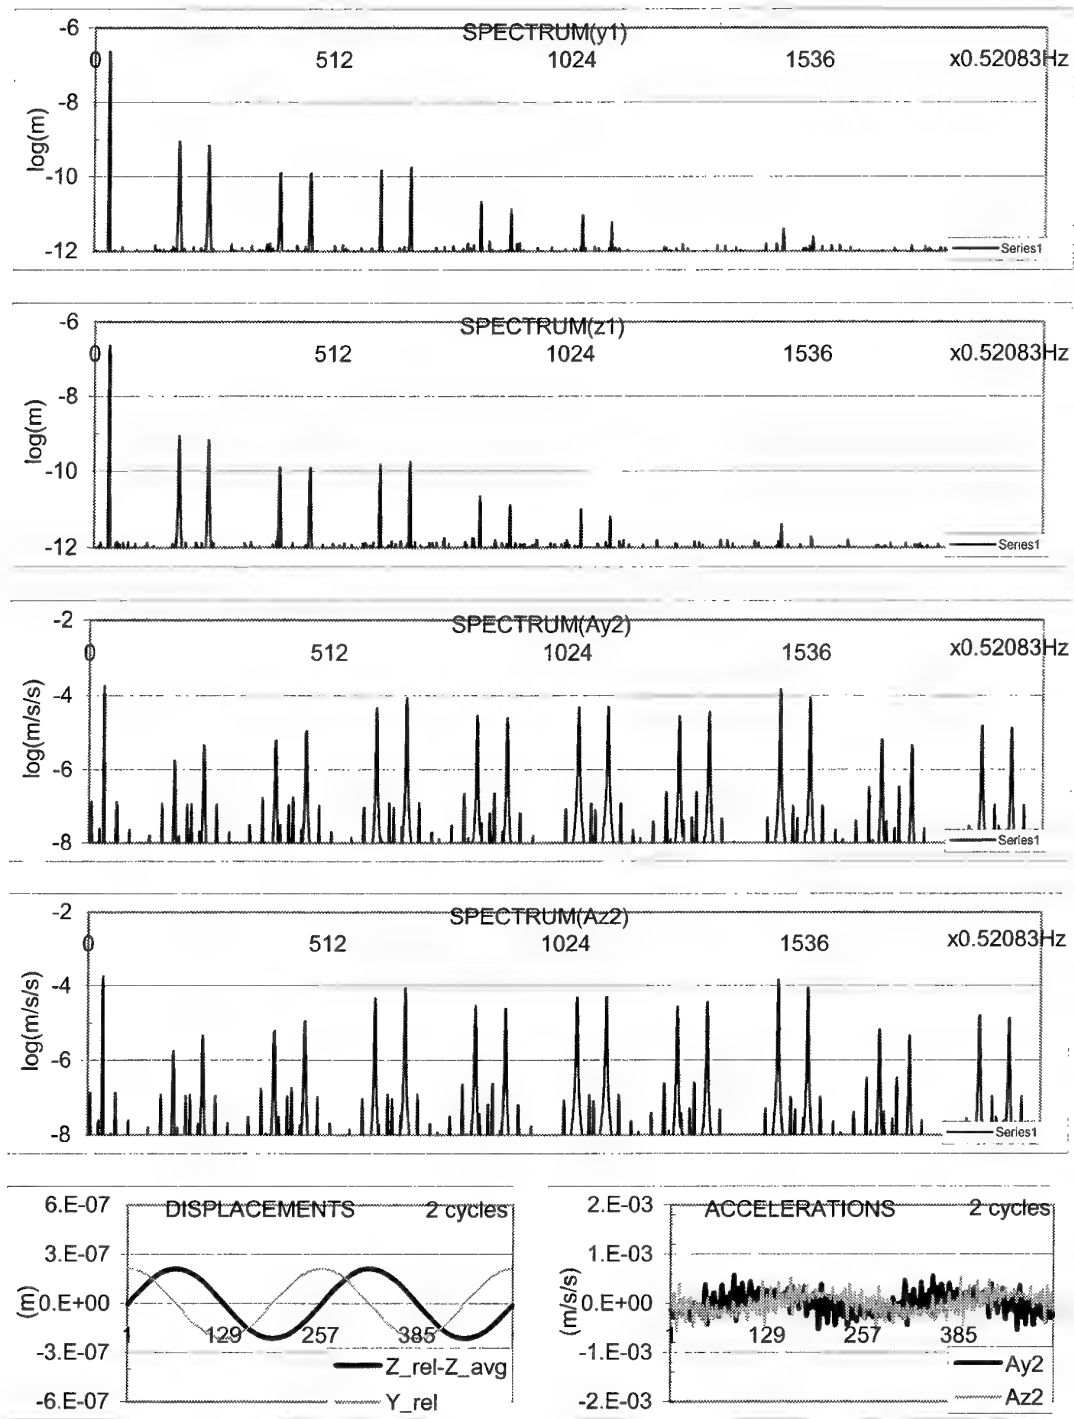 SPECTRUM(y1)
-6
0 512 1024 1536 x0.52083Hz
-8
log(m)
-10
-12
Series1
SPECTRUM(z1)
-6
0 512 1024 1536 x0.52083Hz
-8
log(m)
-10
-12
Series1
SPECTRUM(Ay2)
-2
0 512 1024 1536 x0.52083Hz
-4
log(m/s/s)
-6
-8
Series1
SPECTRUM(Az2)
-2
0 512 1024 1536 x0.52083Hz
-4
log(m/s/s)
-6
-8
Series1
6.E-07 DISPLACEMENTS 2 cycles
3.E-07
(m)
0.E+00
1 129 257 385
-3.E-07
Z_rel-Z_avg
-6.E-07
Y_rel
2.E-03 ACCELERATIONS 2 cycles
1.E-03
(m/s/s)
0.E+00
1 129 257 385
-1.E-03
Ay2
-2.E-03
Az2